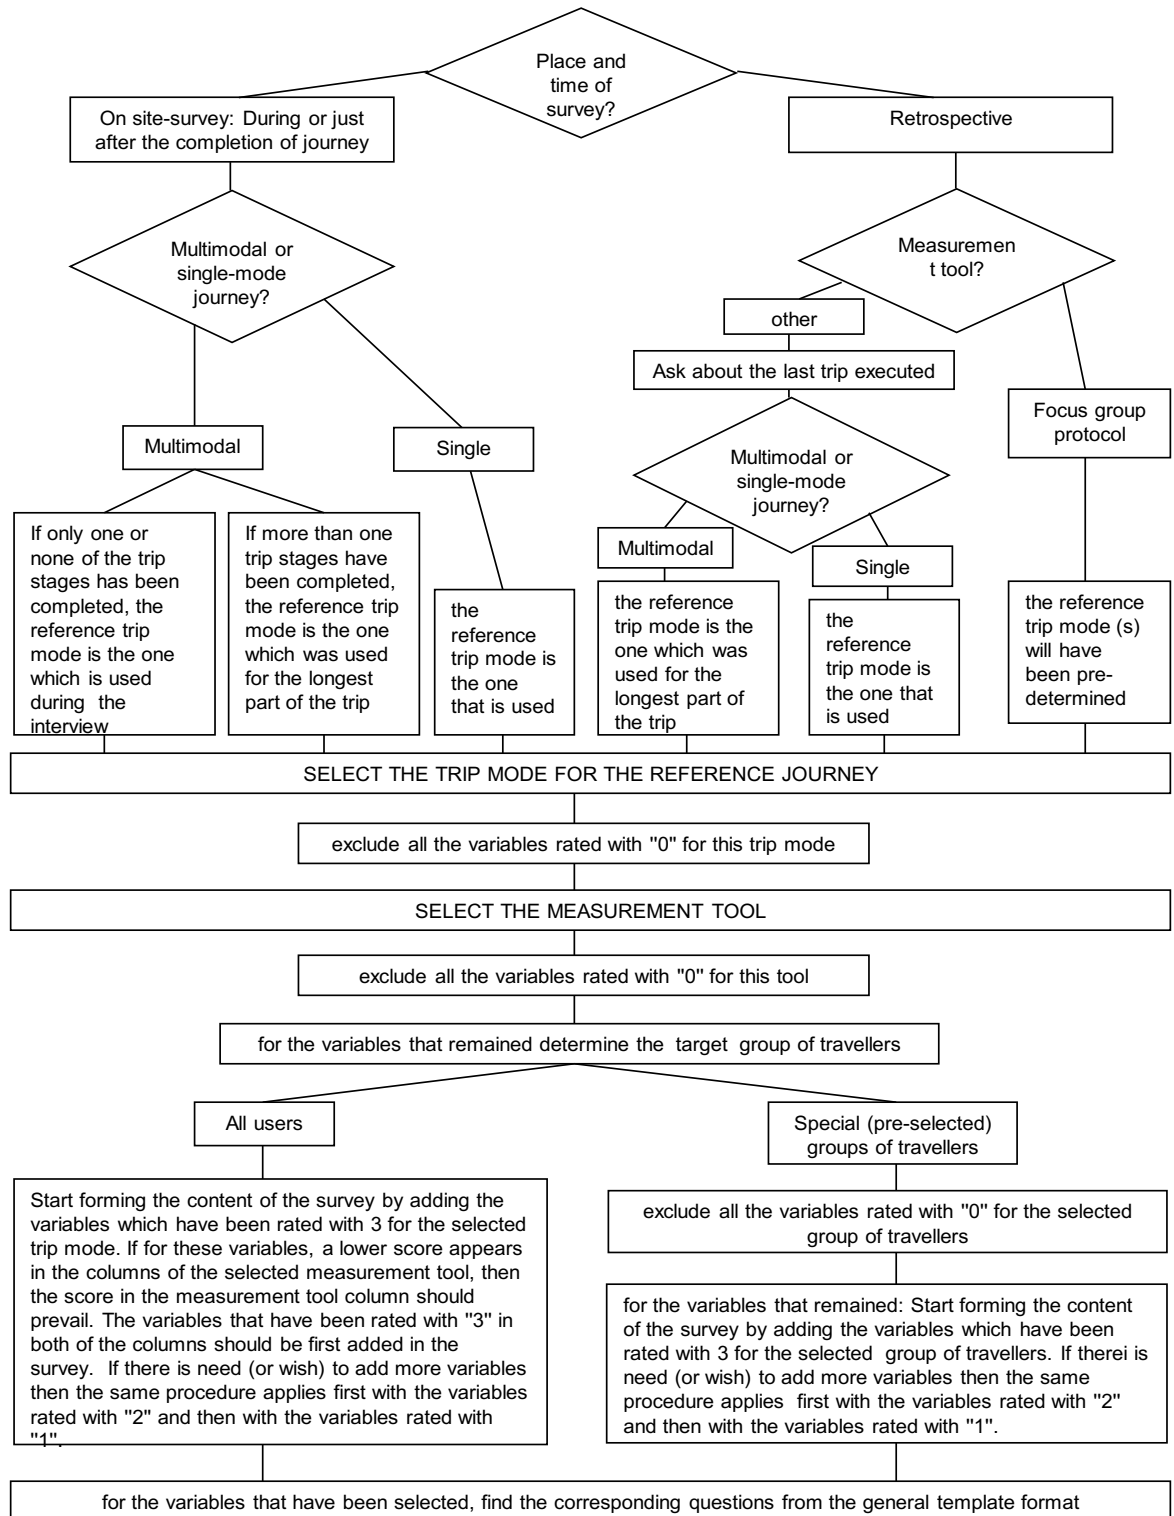 Place and
time of
survey?
On site-survey: During or just
after the completion of journey
Retrospective
Multimodal or
single-mode
journey?
Measuremen
t tool?
other
Ask about the last trip executed
Focus group
protocol
Multimodal
Single
Multimodal or
single-mode
journey?
Multimodal
Single
If only one or
none of the trip
stages has been
completed, the
reference trip
mode is the one
which is used
during the
interview
If more than one
trip stages have
been completed,
the reference trip
mode is the one
which was used
for the longest
part of the trip
the
reference
trip mode is
the one
that is used
the reference
trip mode is the
one which was
used for the
longest part of
the trip
the
reference
trip mode is
the one that
is used
the reference
trip mode (s)
will have
been pre-
determined
SELECT THE TRIP MODE FOR THE REFERENCE JOURNEY
exclude all the variables rated with "0" for this trip mode
SELECT THE MEASUREMENT TOOL
exclude all the variables rated with "0" for this tool
for the variables that remained determine the target group of travellers
All users
Special (pre-selected)
groups of travellers
Start forming the content of the survey by adding the
variables which have been rated with 3 for the selected
trip mode. If for these variables, a lower score appears
in the columns of the selected measurement tool, then
the score in the measurement tool column should
prevail. The variables that have been rated with "3" in
both of the columns should be first added in the
survey. If there is need (or wish) to add more variables
then the same procedure applies first with the variables
rated with "2" and then with the variables rated with
"1".
exclude all the variables rated with "0" for the selected
group of travellers
for the variables that remained: Start forming the content
of the survey by adding the variables which have been
rated with 3 for the selected group of travellers. If therei is
need (or wish) to add more variables then the same
procedure applies first with the variables rated with "2"
and then with the variables rated with "1".
for the variables that have been selected, find the corresponding questions from the general template format